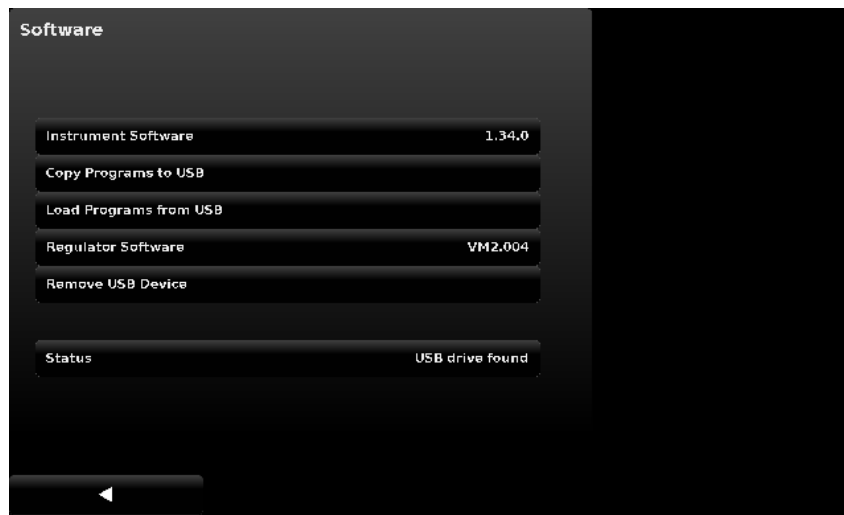 Software
Instrument Software 1.34.0
Copy Programs to USB
Load Programs from USB
Regulator Software VM2.004
Remove USB Device
Status USB drive found